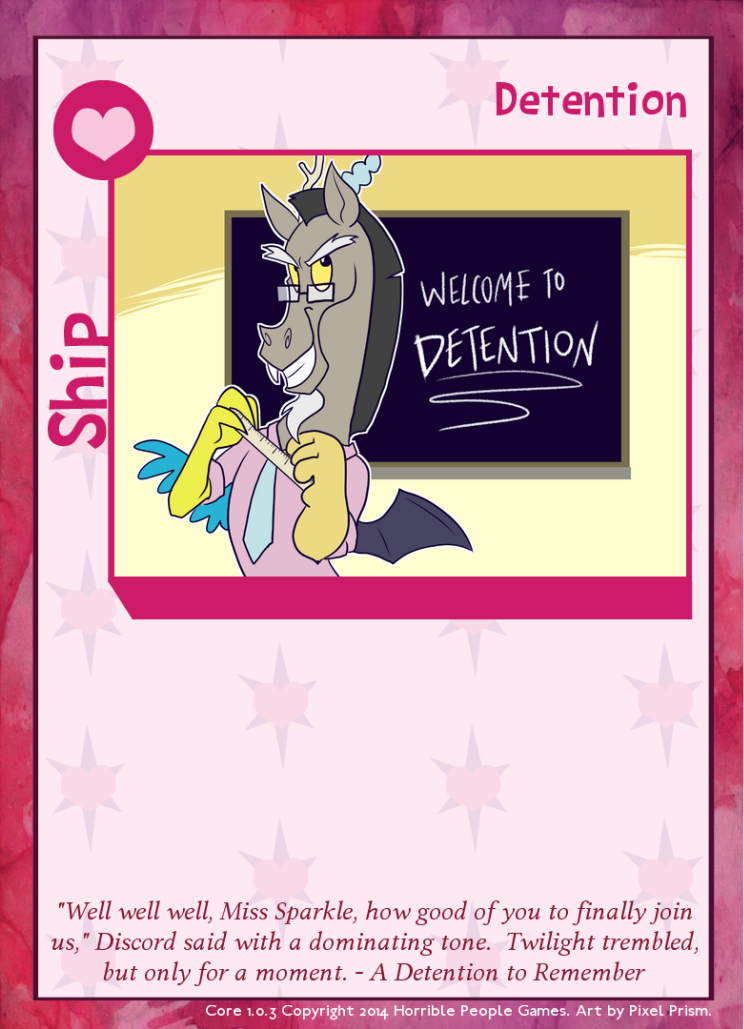 Detention
Ship
WELCOME TO
DETENTION
"Well well well, Miss Sparkle, how good of you to finally join
us," Discord said with a dominating tone.  Twilight trembled,
but only for a moment. - A Detention to Remember
Core 1.0.3 Copyright 2014 Horrible People Games. Art by Pixel Prism.